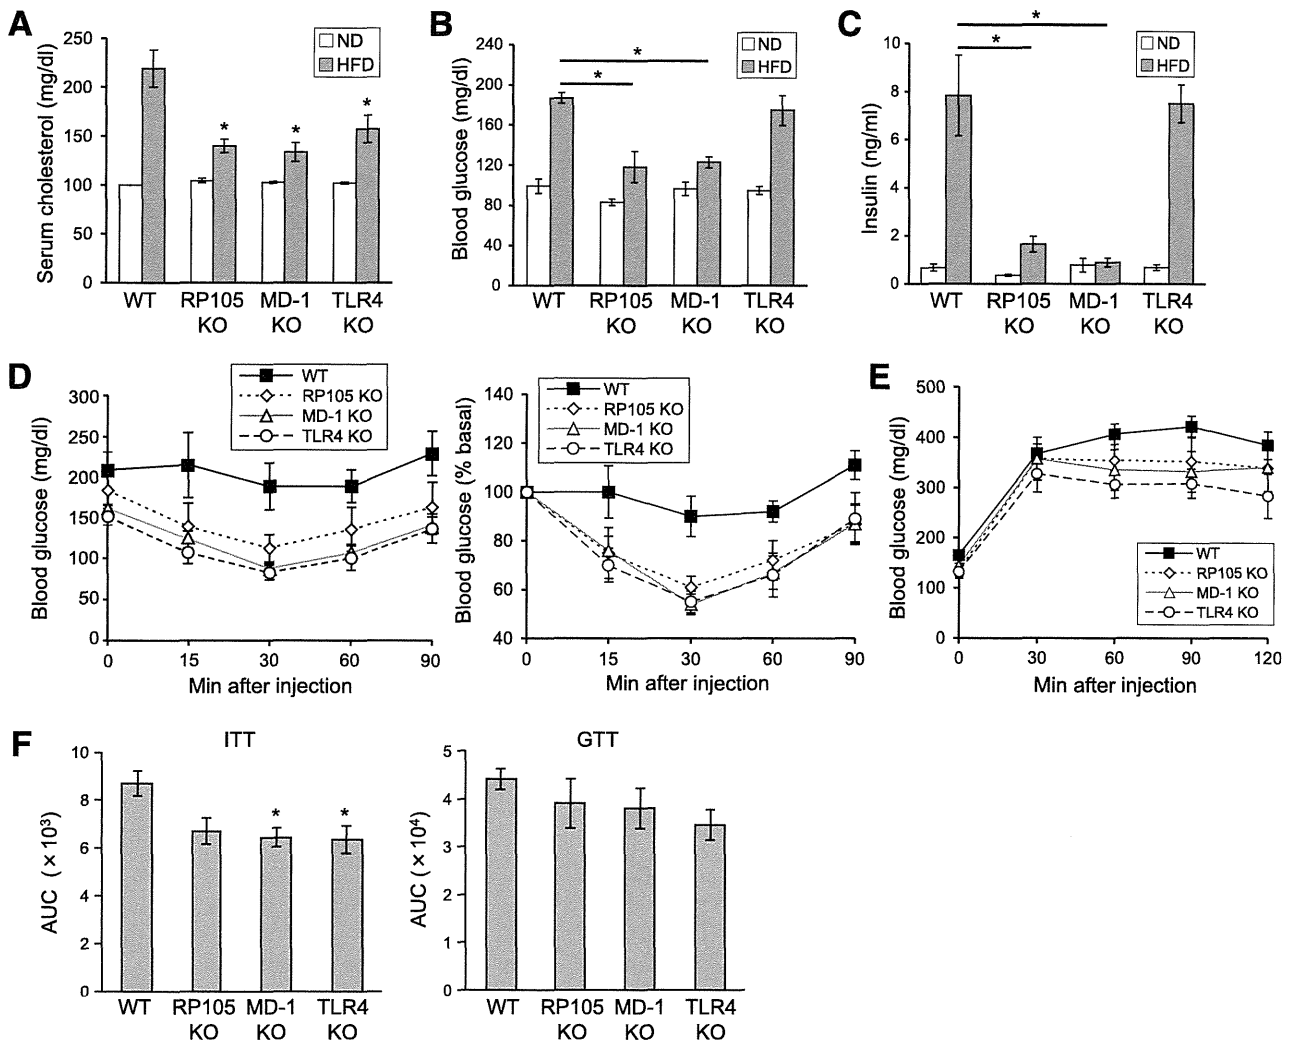 A
Serum cholesterol (mg/dl)
250
200
150
100
50
0
ND
HFD
*
*
*
WT
RP105 KO
MD-1 KO
TLR4 KO
B
Blood glucose (mg/dl)
240
200
160
120
80
40
0
ND
HFD
*
*
WT
RP105 KO
MD-1 KO
TLR4 KO
C
Insulin (ng/ml)
10
8
6
4
2
0
ND
HFD
*
*
WT
RP105 KO
MD-1 KO
TLR4 KO
D
Blood glucose (mg/dl)
300
250
200
150
100
50
0
WT
RP105 KO
MD-1 KO
TLR4 KO
0 15 30 60 90
Min after injection
Blood glucose (% basal)
140
120
100
80
60
40
WT
RP105 KO
MD-1 KO
TLR4 KO
0 15 30 60 90
Min after injection
E
Blood glucose (mg/dl)
500
400
300
200
100
0
WT
RP105 KO
MD-1 KO
TLR4 KO
0 30 60 90 120
Min after injection
F
ITT
AUC (×10³)
10
8
6
4
2
0
*
*
WT
RP105 KO
MD-1 KO
TLR4 KO
GTT
AUC (×10⁴)
5
4
3
2
1
0
WT
RP105 KO
MD-1 KO
TLR4 KO